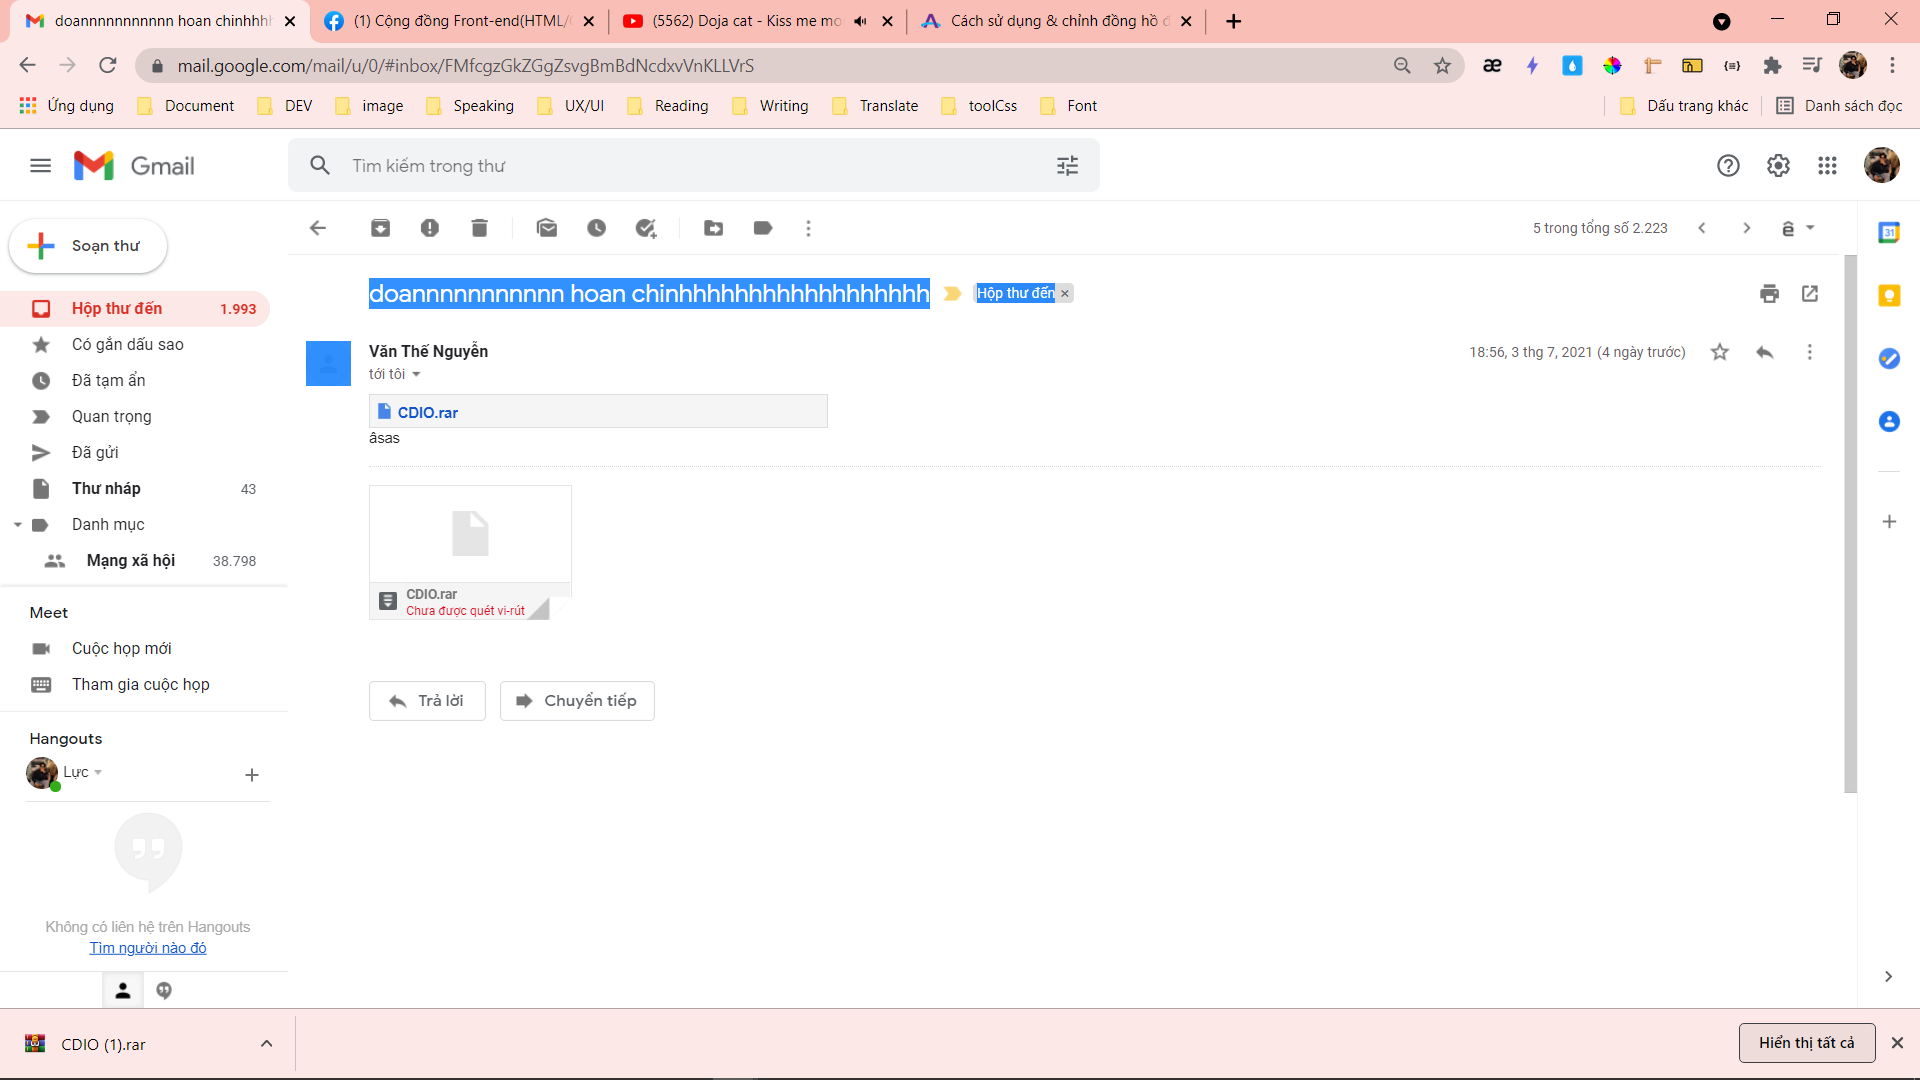 doannnnnnnnnnn hoan chinhhhh
(1) Cộng đồng Front-end(HTML/
(5562) Doja cat - Kiss me mo
Cách sử dụng & chỉnh đồng hồ
mail.google.com/mail/u/0/#inbox/FMfcgzGkZGgZsvgBmBdNcdxvVnKLLVrS
Ứng dụng
Document
DEV
image
Speaking
UX/UI
Reading
Writing
Translate
toolCss
Font
Dấu trang khác
Danh sách đọc
Gmail
Tìm kiếm trong thư
Soạn thư
5 trong tổng số 2.223
Hộp thư đến 1.993
Có gắn dấu sao
Đã tạm ẩn
Quan trọng
Đã gửi
Thư nháp 43
Danh mục
Mạng xã hội 38.798
Meet
Cuộc họp mới
Tham gia cuộc họp
Hangouts
Lực
Không có liên hệ trên Hangouts
Tìm người nào đó
doannnnnnnnnnn hoan chinhhhhhhhhhhhhhhhhhh
Hộp thư đến
Văn Thế Nguyễn
18:56, 3 thg 7, 2021 (4 ngày trước)
tới tôi
CDIO.rar
âsas
CDIO.rar
Chưa được quét vi-rút
Trả lời
Chuyển tiếp
CDIO (1).rar
Hiển thị tất cả